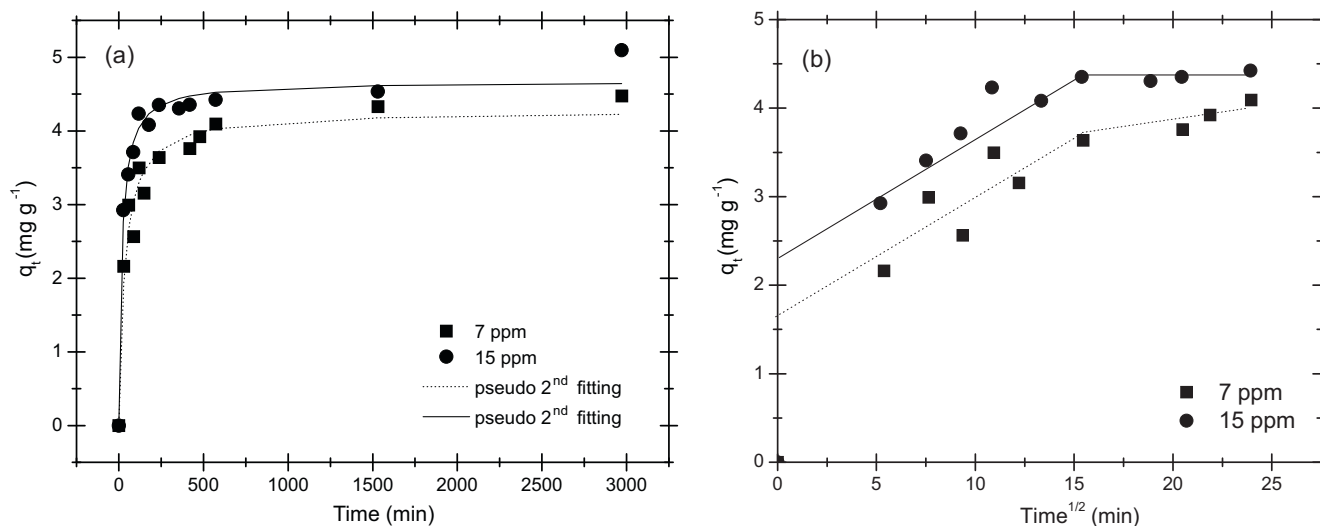 (a)
5
4
3
2
1
0
q_t (mg g^-1)
7 ppm
15 ppm
pseudo 2^nd fitting
pseudo 2^nd fitting
0 500 1000 1500 2000 2500 3000
Time (min)
(b)
5
4
3
2
1
0
q_t (mg g^-1)
7 ppm
15 ppm
0 5 10 15 20 25
Time^1/2 (min)